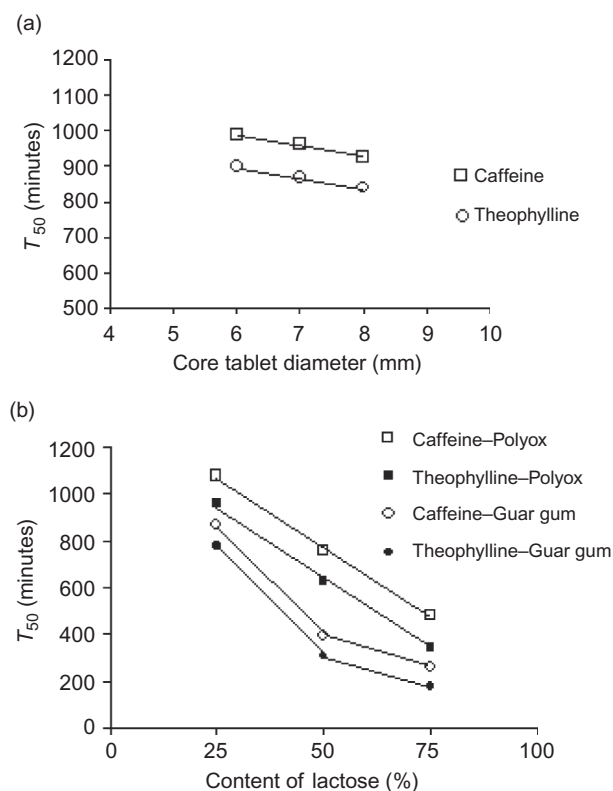 (a)
1200
1100
1000
900
800
700
600
500
T50 (minutes)
4 5 6 7 8 9 10
Core tablet diameter (mm)
Caffeine
Theophylline
(b)
1200
1000
800
600
400
200
0
T50 (minutes)
0 25 50 75 100
Content of lactose (%)
Caffeine–Polyox
Theophylline–Polyox
Caffeine–Guar gum
Theophylline–Guar gum